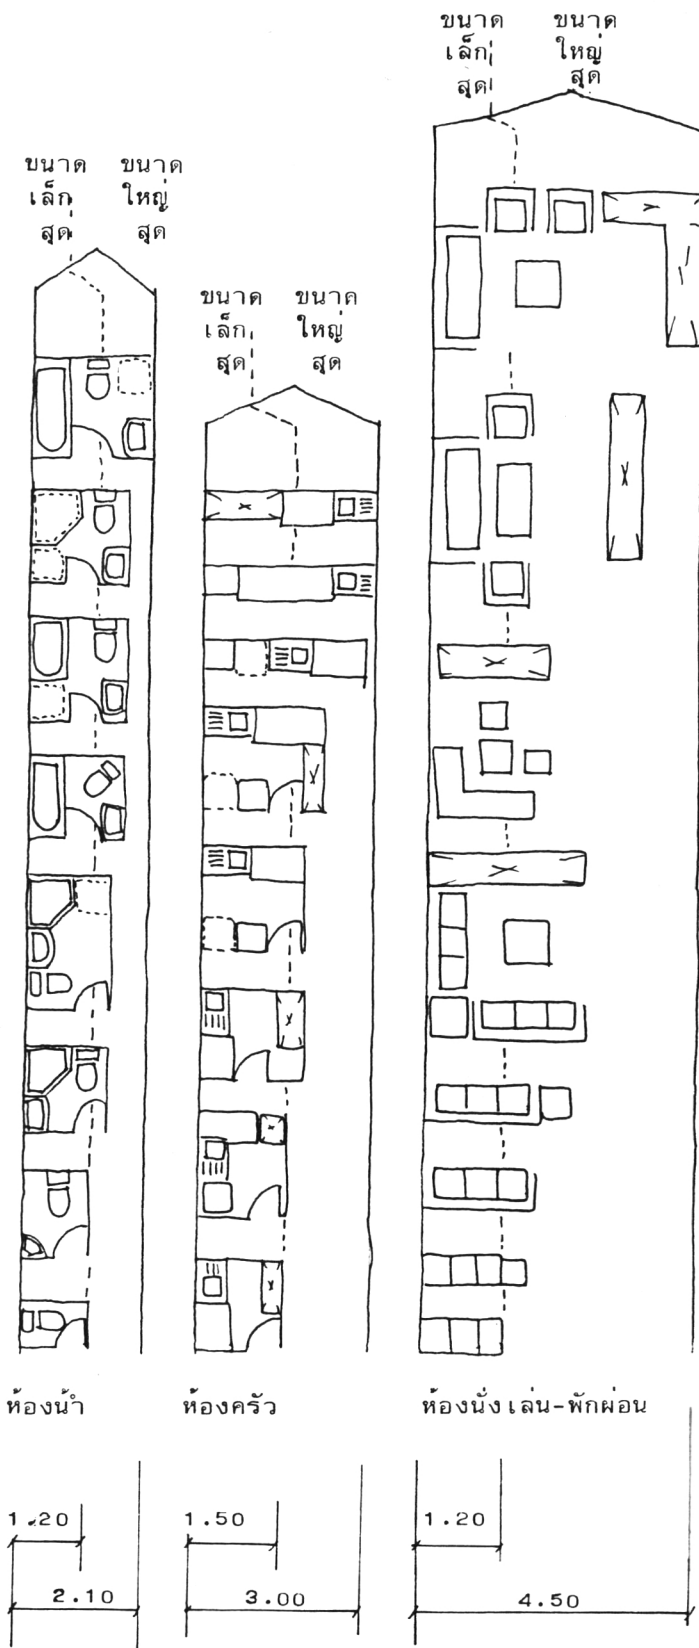 ขนาด ขนาด
เล็ก ใหญ่
สุด สุด
ขนาด ขนาด
เล็ก ใหญ่
สุด สุด
ขนาด ขนาด
เล็ก ใหญ่
สุด สุด
ห้องน้ำ ห้องครัว ห้องนั่งเล่น-พักผ่อน
1.20 1.50 1.20
2.10 3.00 4.50